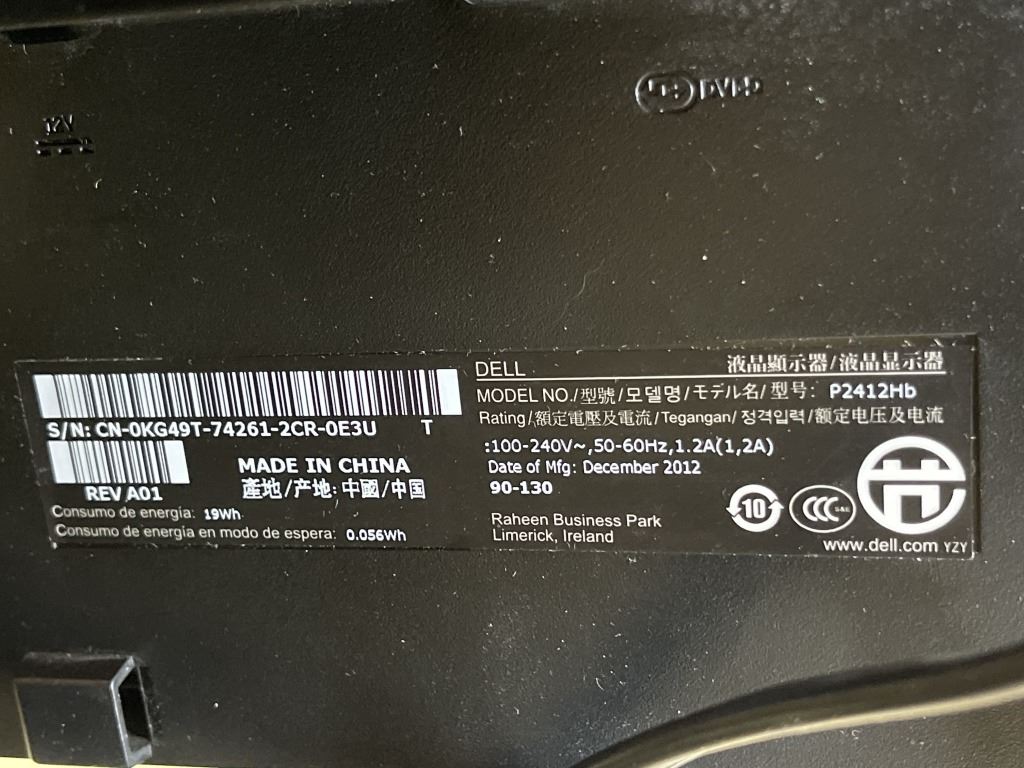 12V
DVI-D
DELL
液晶顯示器/液晶显示器
MODEL NO./型號/모델명/モデル名/型号: P2412Hb
Rating/額定電壓及電流/Tegangan/정격입력/额定电压及电流
:100-240V~,50-60Hz,1.2A(1,2A)
Date of Mfg: December 2012
90-130
Raheen Business Park
Limerick, Ireland
S/N: CN-0KG49T-74261-2CR-0E3U T
REV A01
MADE IN CHINA
產地/产地: 中國/中国
Consumo de energia: 19Wh
Consumo de energía en modo de espera: 0.056Wh
10
CCC
S&E
www.dell.com YZY